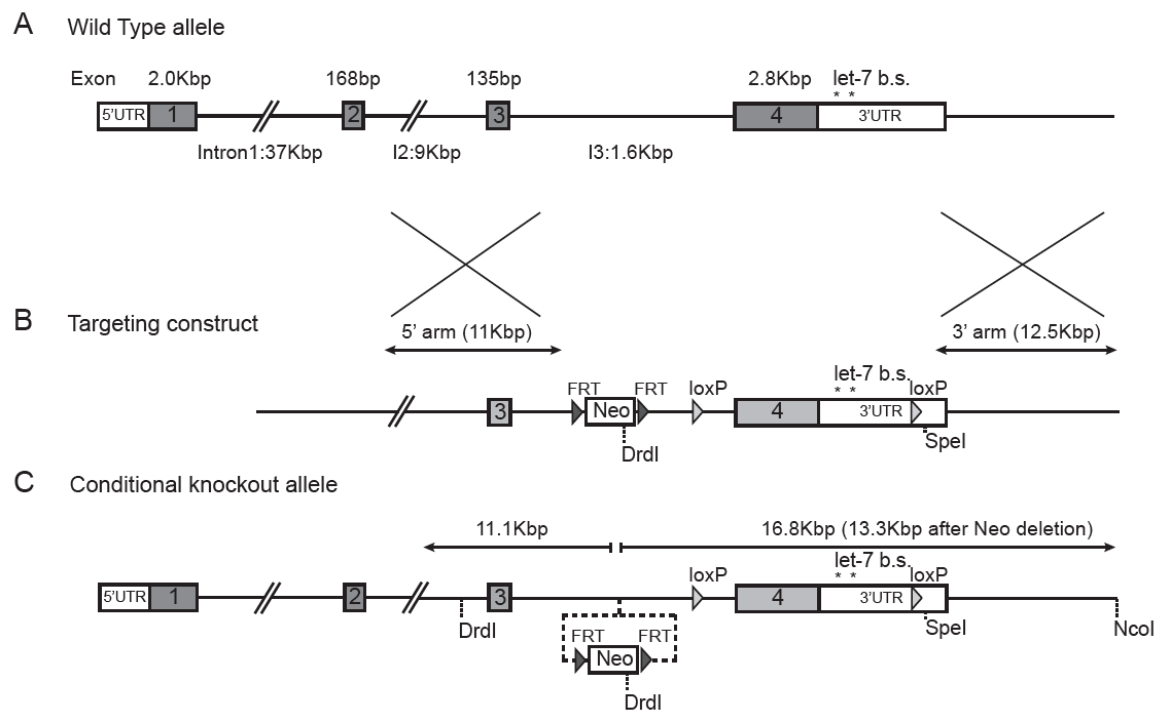 A Wild Type allele
Exon 2.0Kbp 168bp 135bp 2.8Kbp let-7 b.s.
* *
5'UTR 1 2 3 4 3'UTR
Intron1:37Kbp I2:9Kbp I3:1.6Kbp
B Targeting construct
5' arm (11Kbp) 3' arm (12.5Kbp)
let-7 b.s.
FRT FRT loxP * * loxP
3 Neo 4 3'UTR
DrdI SpeI
C Conditional knockout allele
11.1Kbp 16.8Kbp (13.3Kbp after Neo deletion)
let-7 b.s.
loxP * * loxP
5'UTR 1 2 3 4 3'UTR
DrdI SpeI NcoI
FRT FRT
Neo
DrdI